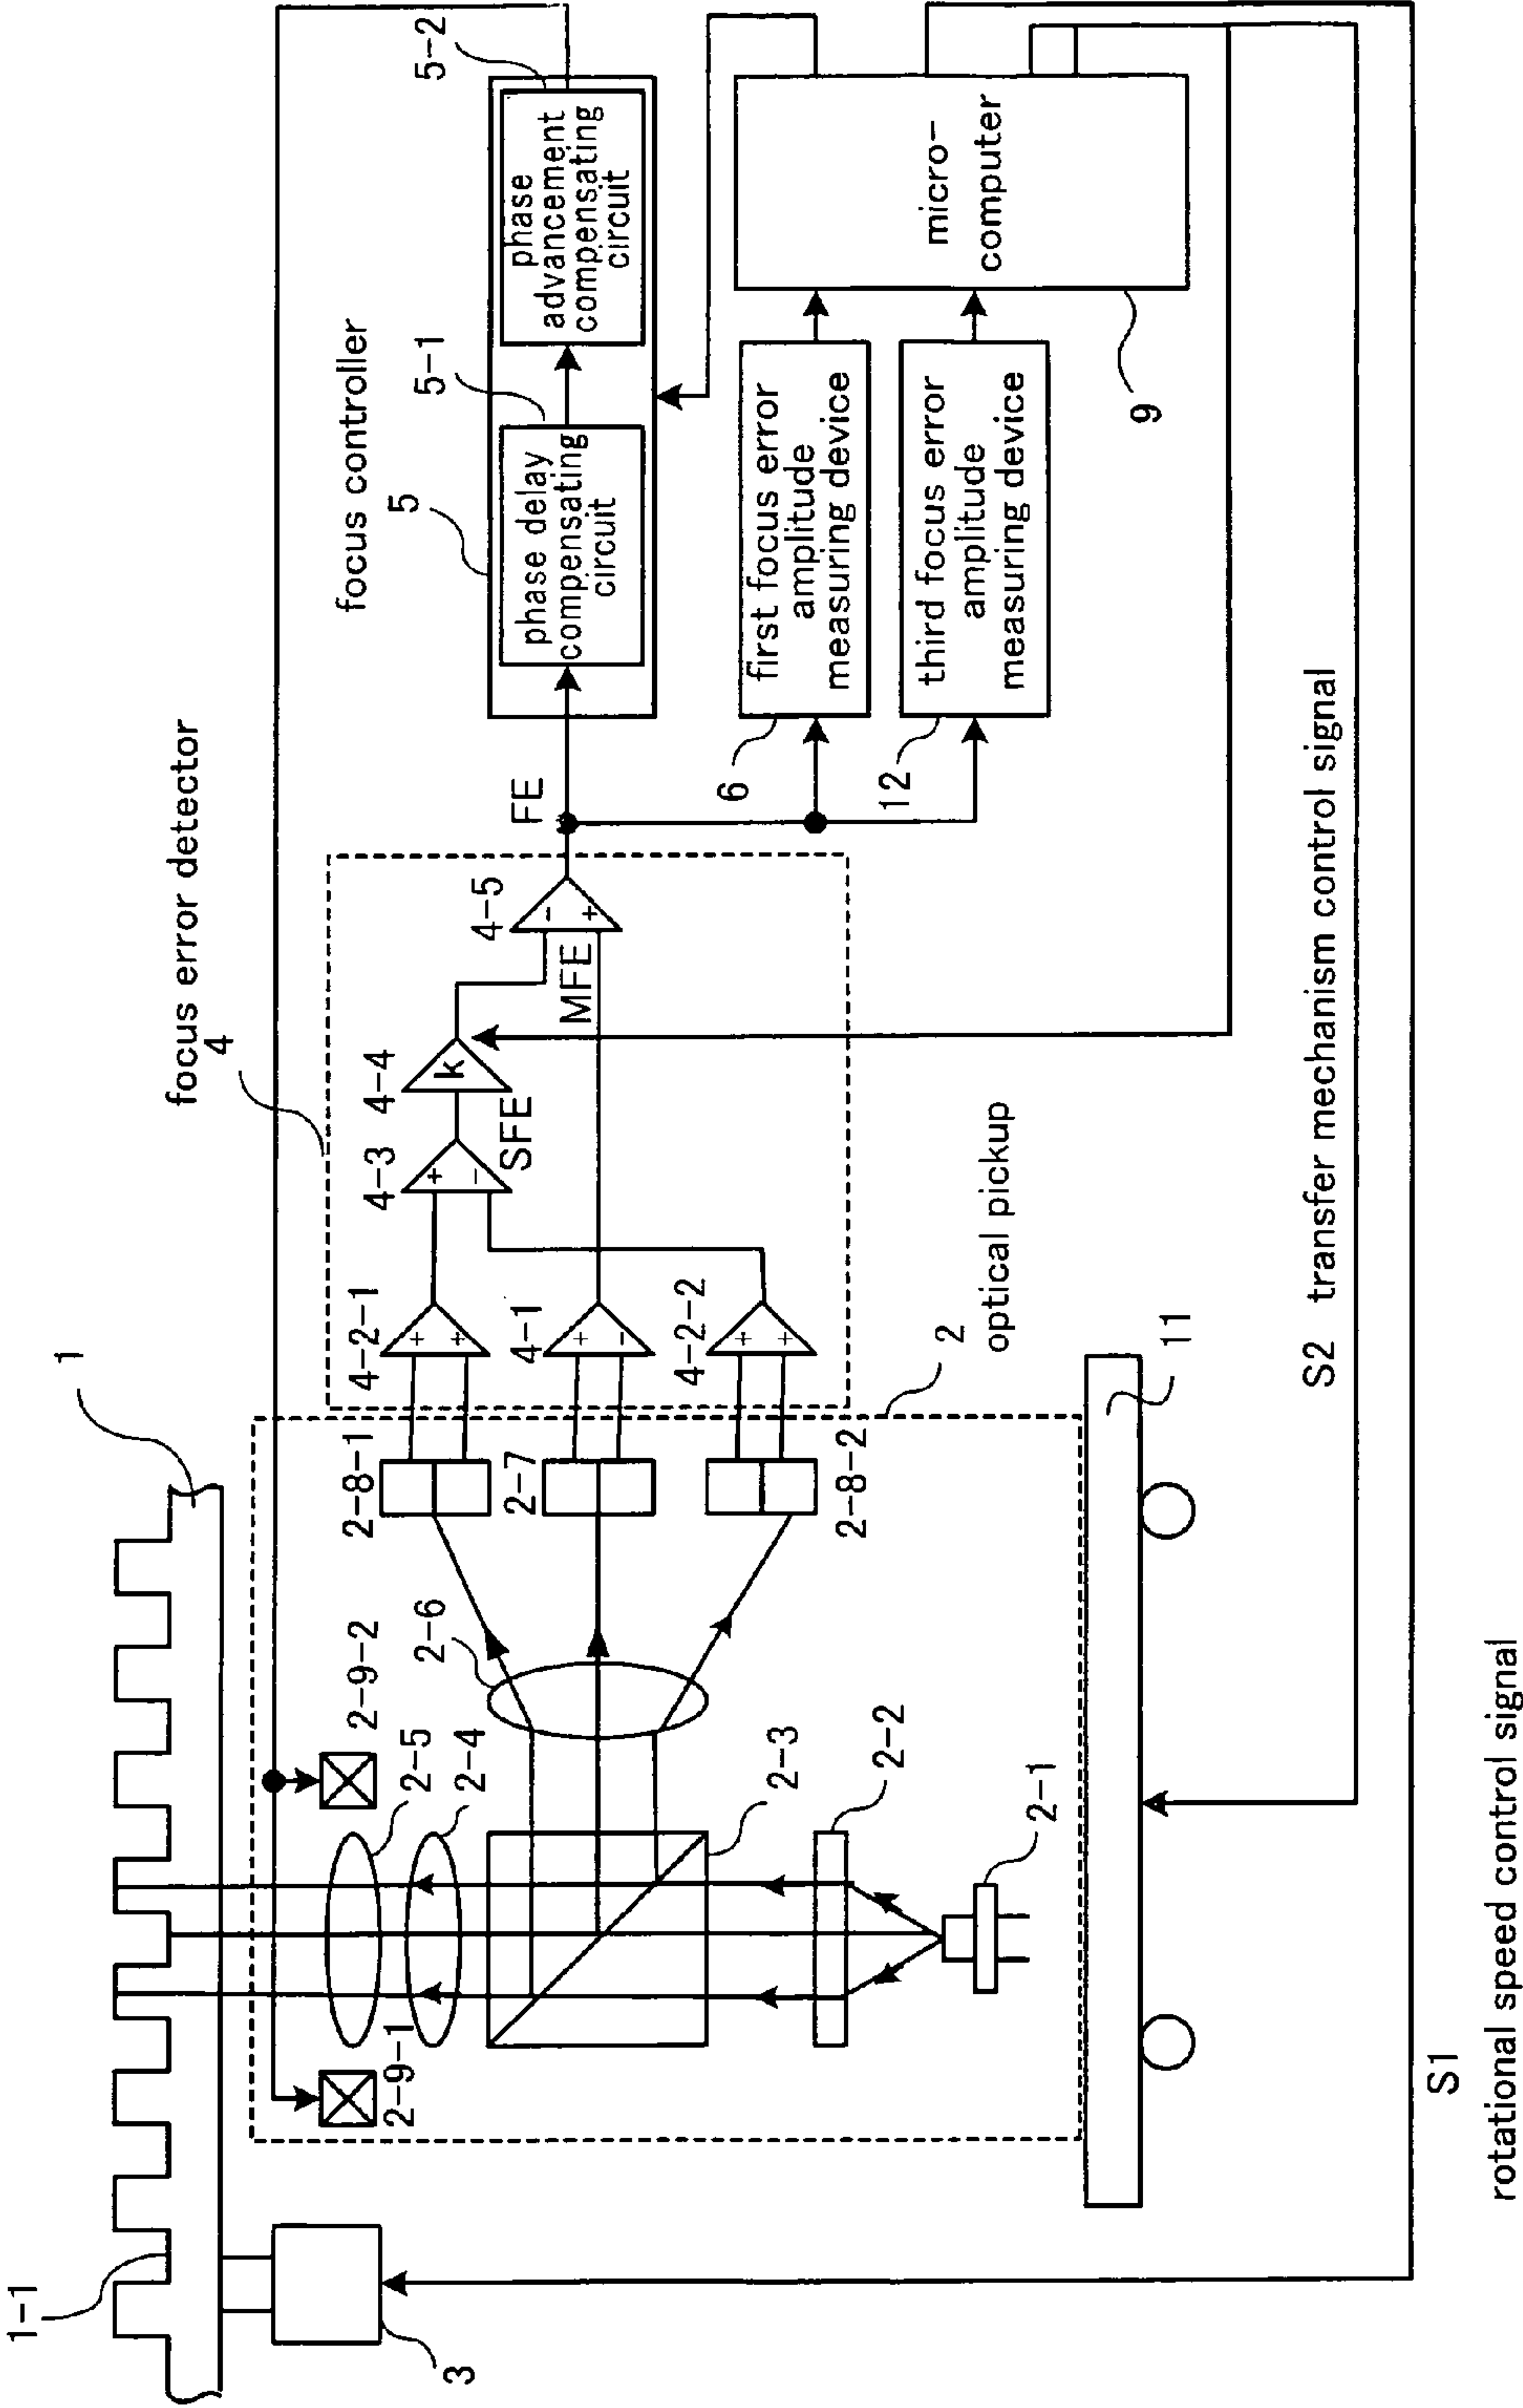 1-1
1
3
focus error detector
4
focus controller
5
5-1
5-2
phase delay
compensating
circuit
phase
advancement
compensating
circuit
2-9-1
2-9-2
2-5
2-4
2-6
2-3
2-2
2-1
2-8-1
2-7
2-8-2
4-2-1
4-1
4-2-2
4-3
+
-
SFE
4-4
k
MFE
4-5
-
+
+
+
+
-
+
+
FE
6
first focus error
amplitude
measuring device
12
third focus error
amplitude
measuring device
micro-
computer
9
2
optical pickup
11
S2 transfer mechanism control signal
S1
rotational speed control signal